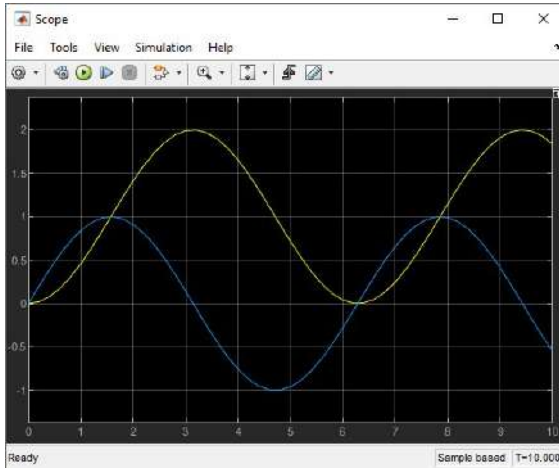 Scope
File Tools View Simulation Help
2
1.5
1
0.5
0
-0.5
-1
0 1 2 3 4 5 6 7 8 9 10
Ready
Sample based T=10.000